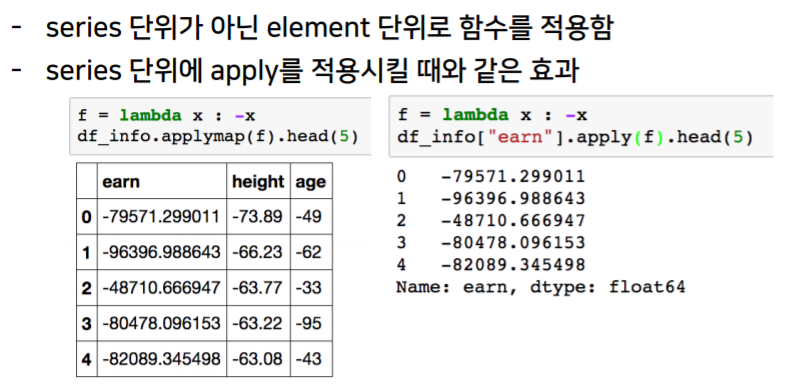 - series 단위가 아닌 element 단위로 함수를 적용함
- series 단위에 apply를 적용시킬 때와 같은 효과
f = lambda x : -x
df_info.applymap(f).head(5)
earn height age
0 -79571.299011 -73.89 -49
1 -96396.988643 -66.23 -62
2 -48710.666947 -63.77 -33
3 -80478.096153 -63.22 -95
4 -82089.345498 -63.08 -43
f = lambda x : -x
df_info["earn"].apply(f).head(5)
0 -79571.299011
1 -96396.988643
2 -48710.666947
3 -80478.096153
4 -82089.345498
Name: earn, dtype: float64